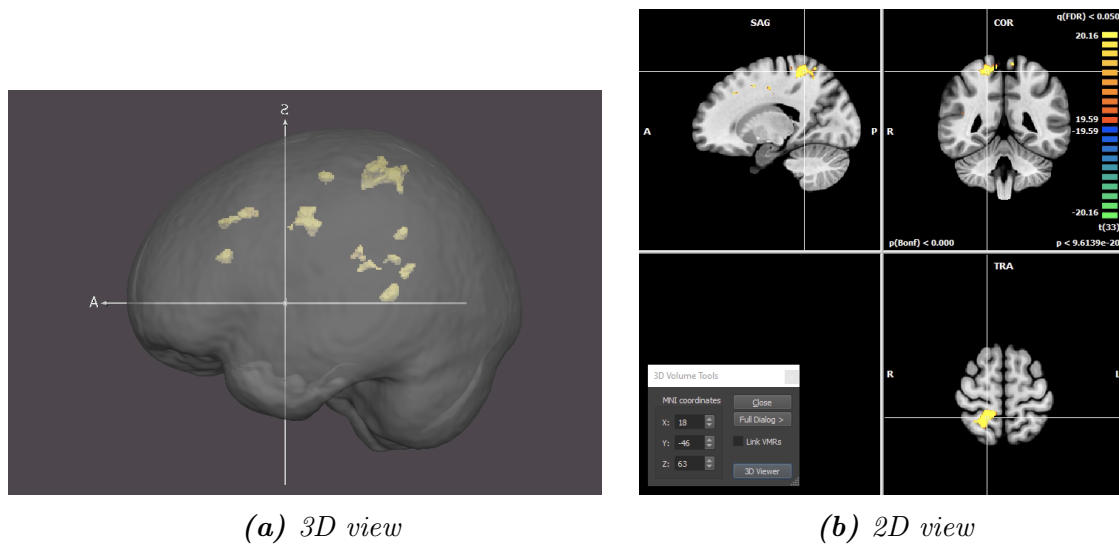 S
A
(a) 3D view
SAG
A
P
COR
R
q(FDR) < 0.050
20.16
19.59
-19.59
-20.16
t(33)
p(Bonf) < 0.000
p < 9.6139e-20
TRA
R
L
3D Volume Tools
MNI coordinates
X: 18
Y: -46
Z: 63
Close
Full Dialog >
Link VMRs
3D Viewer
(b) 2D view